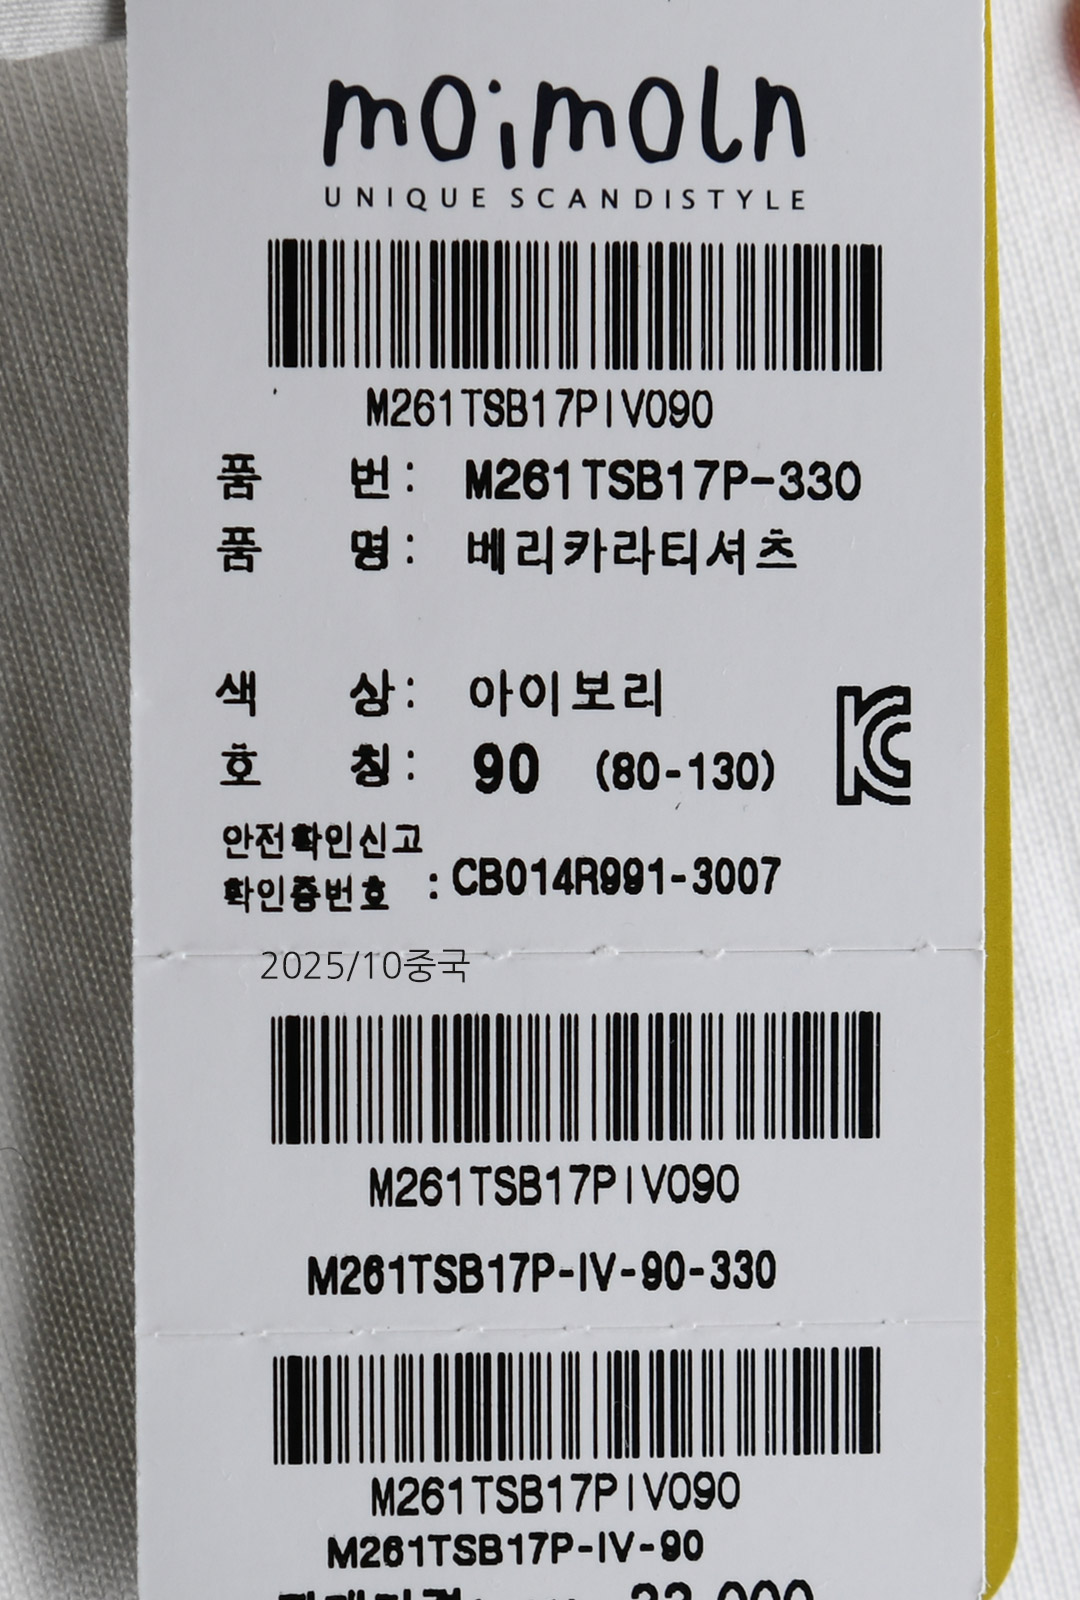 moimoln
UNIQUE SCANDISTYLE
M261TSB17PIV090
품 번 : M261TSB17P-330
품 명 : 베리카라티셔츠
색 상 : 아이보리
호 칭 : 90 (80-130)
안전확인신고
확인증번호 : CB014R991-3007
2025/10중국
M261TSB17PIV090
M261TSB17P-IV-90-330
M261TSB17PIV090
M261TSB17P-IV-90